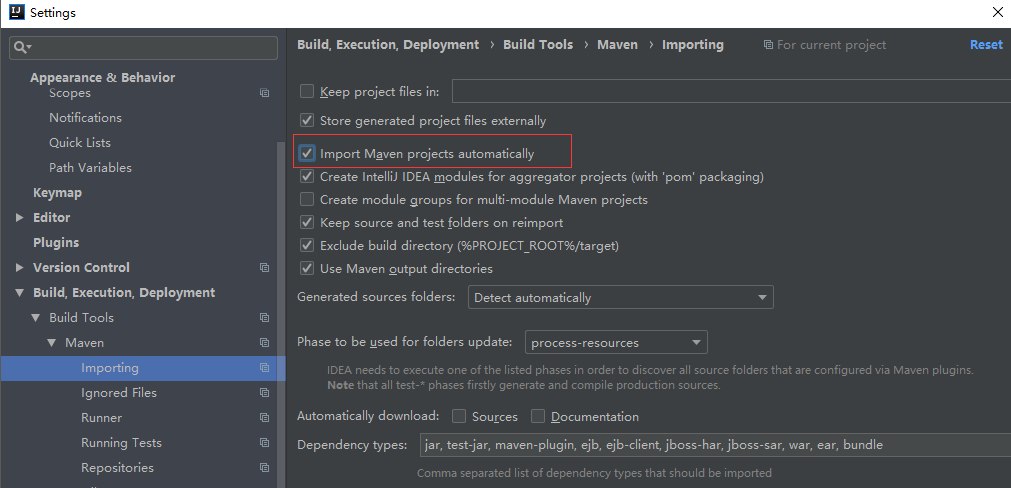 Settings
Appearance & Behavior
Scopes
Notifications
Quick Lists
Path Variables
Keymap
Editor
Plugins
Version Control
Build, Execution, Deployment
Build Tools
Maven
Importing
Ignored Files
Runner
Running Tests
Repositories
Build, Execution, Deployment › Build Tools › Maven › Importing For current project Reset
Keep project files in:
Store generated project files externally
Import Maven projects automatically
Create IntelliJ IDEA modules for aggregator projects (with 'pom' packaging)
Create module groups for multi-module Maven projects
Keep source and test folders on reimport
Exclude build directory (%PROJECT_ROOT%/target)
Use Maven output directories
Generated sources folders: Detect automatically
Phase to be used for folders update: process-resources
IDEA needs to execute one of the listed phases in order to discover all source folders that are configured via Maven plugins.
Note that all test-* phases firstly generate and compile production sources.
Automatically download: Sources Documentation
Dependency types: jar, test-jar, maven-plugin, ejb, ejb-client, jboss-har, jboss-sar, war, ear, bundle
Comma separated list of dependency types that should be imported